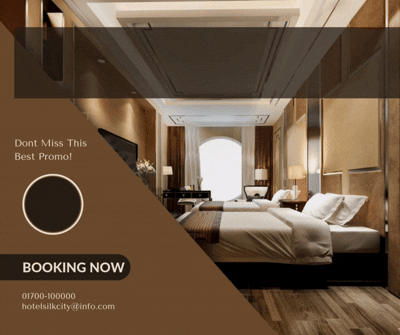 Dont Miss This
Best Promo!
BOOKING NOW
01700-100000
hotelsilkcity@info.com